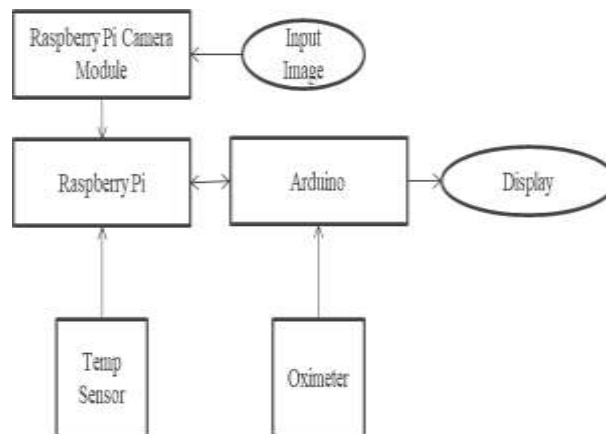 Raspberry Pi Camera
Module
Input
Image
Raspberry Pi
Arduino
Display
Temp
Sensor
Oximeter